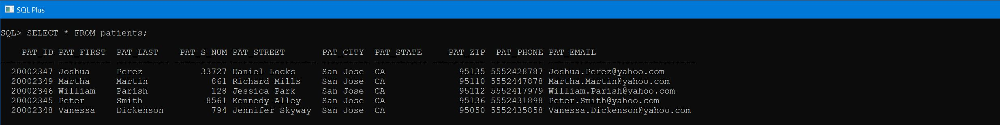 SQL Plus
SQL> SELECT * FROM patients;
    PAT_ID PAT_FIRST  PAT_LAST    PAT_S_NUM PAT_STREET       PAT_CITY  PAT_STATE     PAT_ZIP  PAT_PHONE PAT_EMAIL
---------- ---------- ---------- ---------- ---------------- --------- ---------- ---------- ---------- ----------------------------
  20002347 Joshua     Perez           33727 Daniel Locks     San Jose  CA              95135 5552428787 Joshua.Perez@yahoo.com
  20002349 Martha     Martin            861 Richard Mills    San Jose  CA              95110 5552447878 Martha.Martin@yahoo.com
  20002346 William    Parish            128 Jessica Park     San Jose  CA              95112 5552417979 William.Parish@yahoo.com
  20002345 Peter      Smith            8561 Kennedy Alley    San Jose  CA              95136 5552431898 Peter.Smith@yahoo.com
  20002348 Vanessa    Dickenson         794 Jennifer Skyway  San Jose  CA              95050 5552435858 Vanessa.Dickenson@yahoo.com